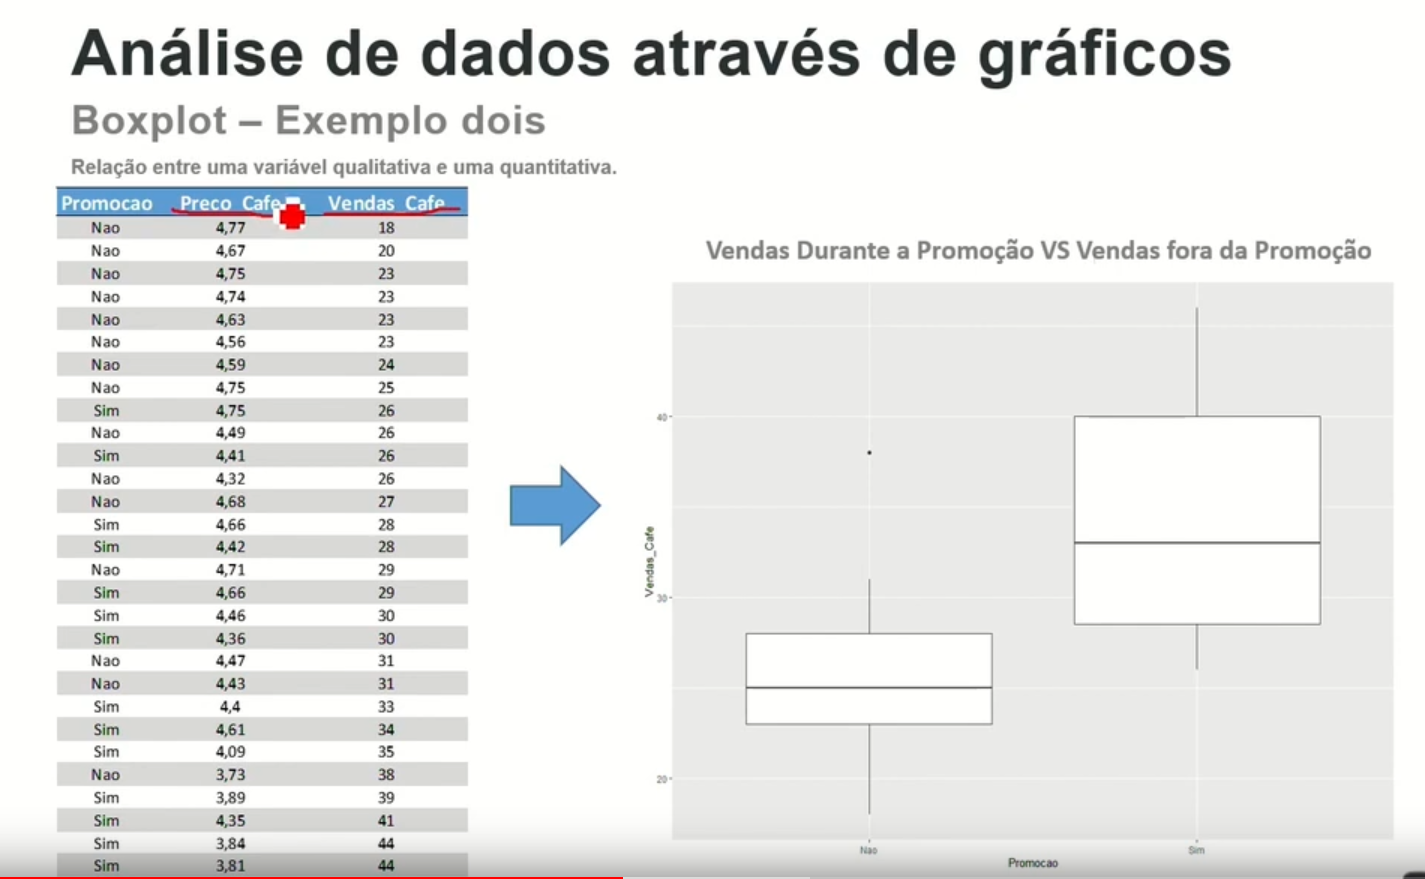 Análise de dados através de gráficos
Boxplot – Exemplo dois
Relação entre uma variável qualitativa e uma quantitativa.
Promocao Preco_Cafe Vendas_Cafe
Nao 4,77 18
Nao 4,67 20
Nao 4,75 23
Nao 4,74 23
Nao 4,63 23
Nao 4,56 23
Nao 4,59 24
Nao 4,75 25
Sim 4,75 26
Nao 4,49 26
Sim 4,41 26
Nao 4,32 26
Nao 4,68 27
Sim 4,66 28
Sim 4,42 28
Nao 4,71 29
Sim 4,66 29
Sim 4,46 30
Sim 4,36 30
Nao 4,47 31
Nao 4,43 31
Sim 4,4 33
Sim 4,61 34
Sim 4,09 35
Nao 3,73 38
Sim 3,89 39
Sim 4,35 41
Sim 3,84 44
Sim 3,81 44
Vendas Durante a Promoção VS Vendas fora da Promoção
Vendas_Cafe
40
30
20
Nao Sim
Promocao